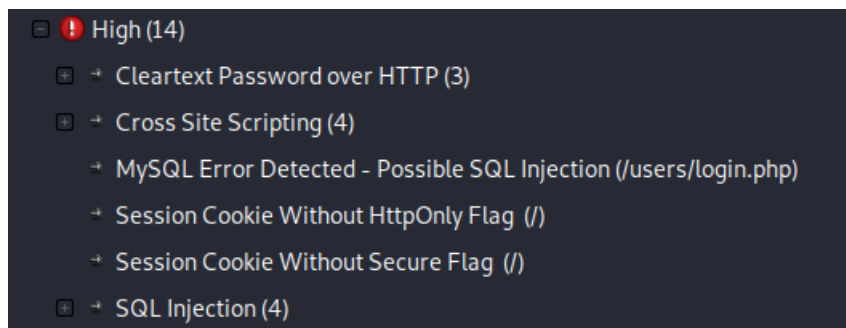 High (14)
Cleartext Password over HTTP (3)
Cross Site Scripting (4)
MySQL Error Detected - Possible SQL Injection (/users/login.php)
Session Cookie Without HttpOnly Flag (/)
Session Cookie Without Secure Flag (/)
SQL Injection (4)